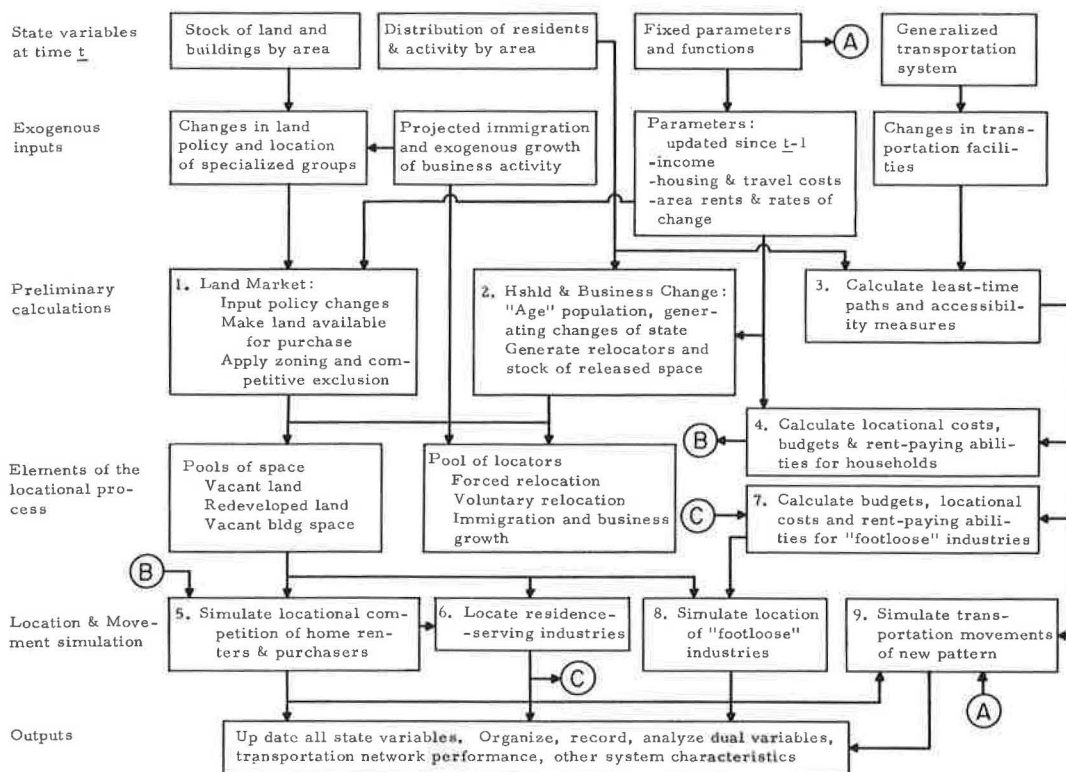 State variables
at time t
Stock of land and
buildings by area
Distribution of residents
& activity by area
Fixed parameters
and functions
A
Generalized
transportation
system
Exogenous
inputs
Changes in land
policy and location
of specialized groups
Projected immigration
and exogenous growth
of business activity
Parameters:
updated since t-1
-income
-housing & travel costs
-area rents & rates of
change
Changes in trans-
portation facili-
ties
Preliminary
calculations
1. Land Market:
Input policy changes
Make land available
for purchase
Apply zoning and com-
petitive exclusion
2. Hshld & Business Change:
"Age" population, gener-
ating changes of state
Generate relocators and
stock of released space
3. Calculate least-time
paths and accessibi-
lity measures
B
4. Calculate locational costs,
budgets & rent-paying abili-
ties for households
Elements of the
locational pro-
cess
Pools of space
Vacant land
Redeveloped land
Vacant bldg space
Pool of locators
Forced relocation
Voluntary relocation
Immigration and business
growth
C
7. Calculate budgets, locational
costs and rent-paying abili-
ties for "footloose" industries
B
Location & Move-
ment simulation
5. Simulate locational com-
petition of home ren-
ters & purchasers
6. Locate residence-
-serving industries
8. Simulate location
of "footloose"
industries
9. Simulate trans-
portation movements
of new pattern
C
A
Outputs
Up date all state variables. Organize, record, analyze dual variables,
transportation network performance, other system characteristics